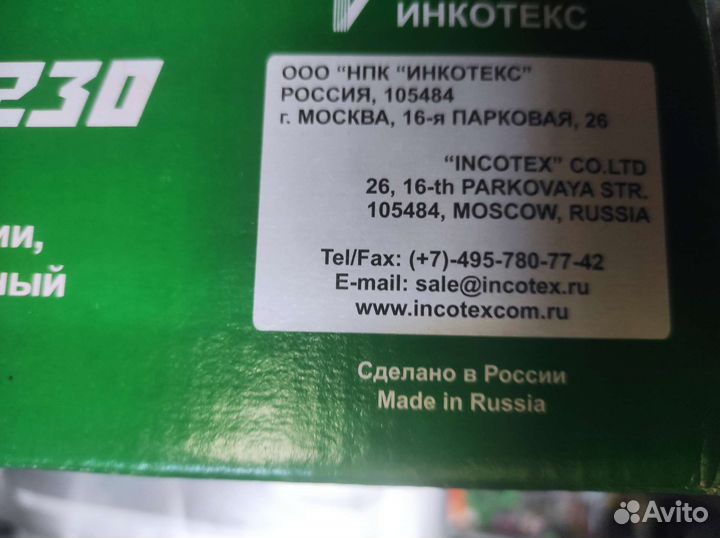 ИНКОТЕКС
230
ООО "НПК "ИНКОТЕКС"
РОССИЯ, 105484
г. МОСКВА, 16-я ПАРКОВАЯ, 26
"INCOTEX" CO.LTD
26, 16-th PARKOVAYA STR.
105484, MOSCOW, RUSSIA
Tel/Fax: (+7)-495-780-77-42
E-mail: sale@incotex.ru
www.incotexcom.ru
Сделано в России
Made in Russia
Avito